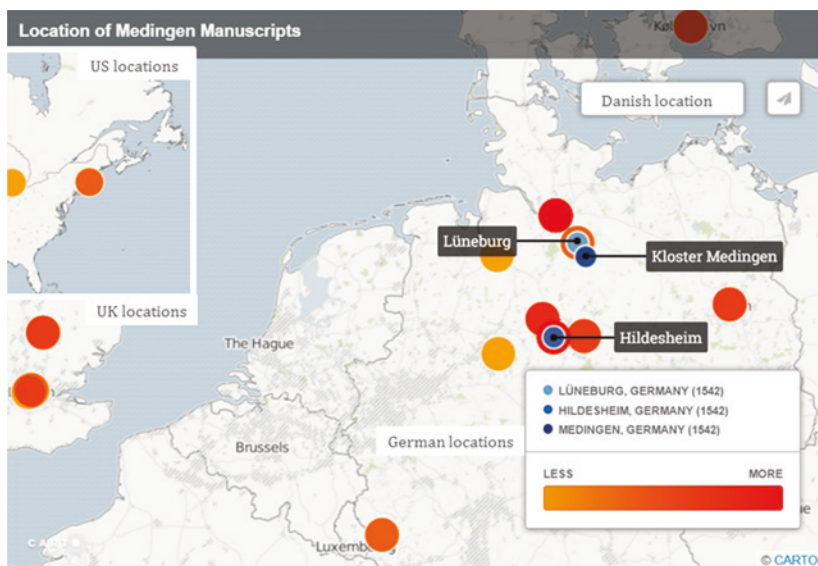 Location of Medingen Manuscripts
US locations
Danish location
Lüneburg
Kloster Medingen
UK locations
The Hague
Hildesheim
LÜNEBURG, GERMANY (1542)
HILDESHEIM, GERMANY (1542)
MEDINGEN, GERMANY (1542)
Brussels
German locations
LESS MORE
CARTO
© CARTO